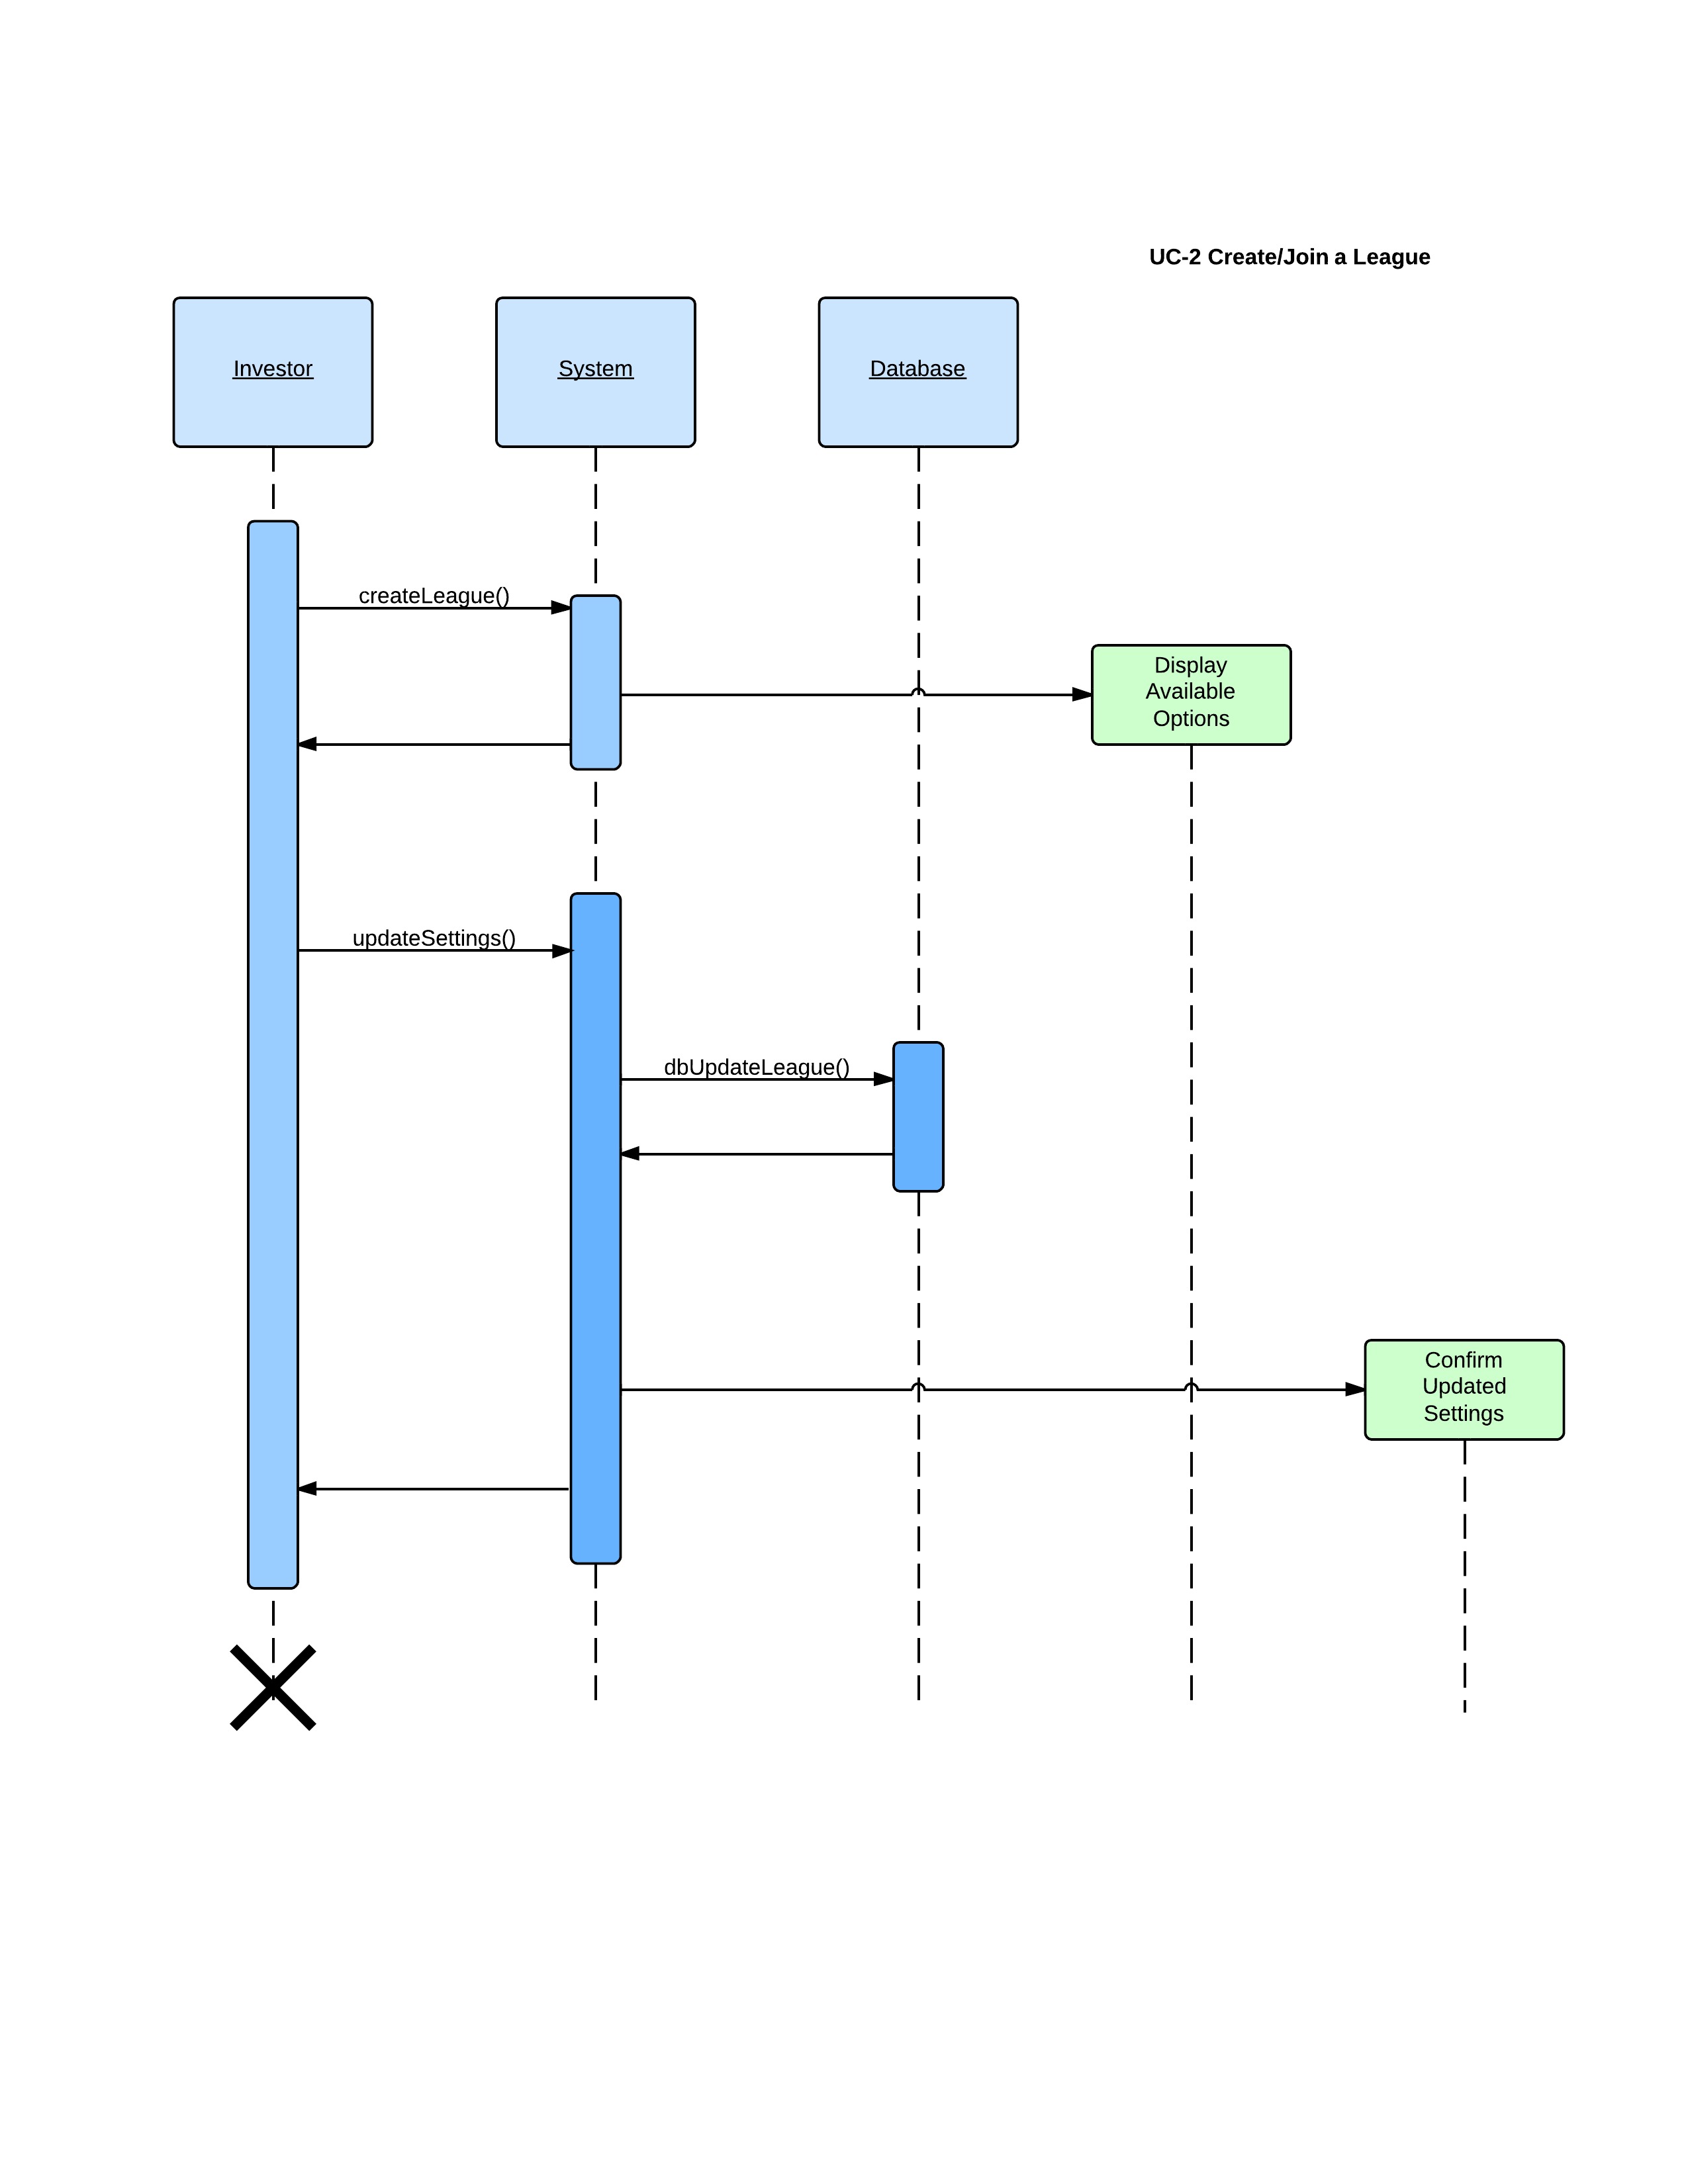 UC-2 Create/Join a League
Investor
System
Database
createLeague()
Display
Available
Options
updateSettings()
dbUpdateLeague()
Confirm
Updated
Settings